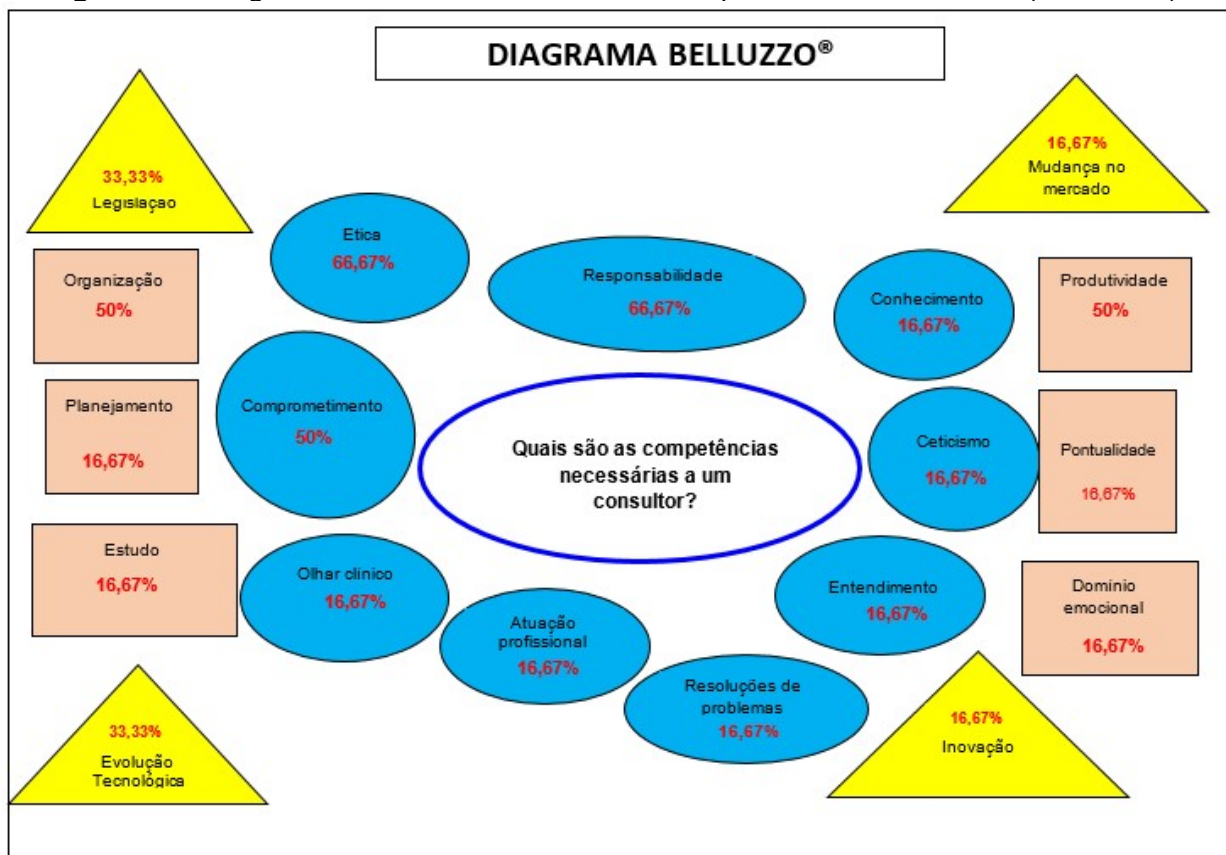 DIAGRAMA BELLUZZO®
33,33%
Legislaçao
16,67%
Mudança no
mercado
Etica
66,67%
Responsabilidade
66,67%
Conhecimento
16,67%
Organização
50%
Produtividade
50%
Planejamento
16,67%
Comprometimento
50%
Quais são as competências
necessárias a um
consultor?
Ceticismo
16,67%
Pontualidade
16,67%
Estudo
16,67%
Olhar clínico
16,67%
Atuação
profissional
16,67%
Entendimento
16,67%
Domínio
emocional
16,67%
Resoluções de
problemas
16,67%
33,33%
Evolução
Tecnológica
16,67%
Inovação